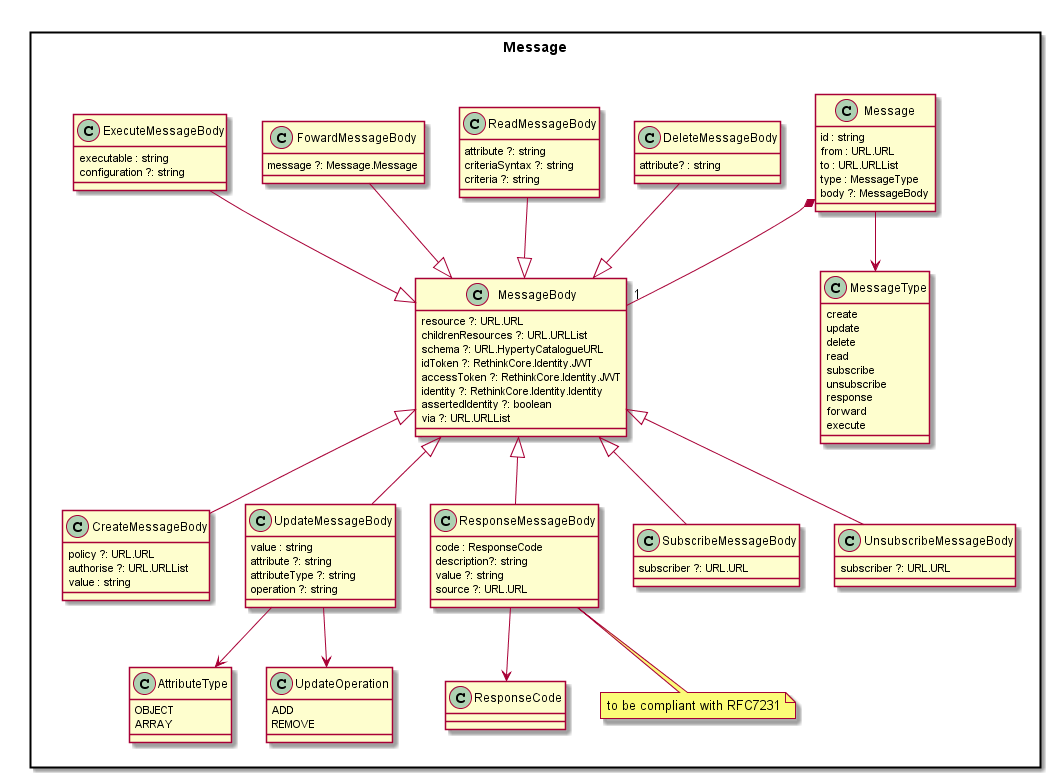 Message
C ExecuteMessageBody
executable : string
configuration ?: string
C FowardMessageBody
message ?: Message.Message
C ReadMessageBody
attribute ?: string
criteriaSyntax ?: string
criteria ?: string
C DeleteMessageBody
attribute? : string
C Message
id : string
from : URL.URL
to : URL.URLList
type : MessageType
body ?: MessageBody
C MessageBody
resource ?: URL.URL
childrenResources ?: URL.URLList
schema ?: URL.HypertyCatalogueURL
idToken ?: RethinkCore.Identity.JWT
accessToken ?: RethinkCore.Identity.JWT
identity ?: RethinkCore.Identity.Identity
assertedIdentity ?: boolean
via ?: URL.URLList
1
C MessageType
create
update
delete
read
subscribe
unsubscribe
response
forward
execute
C CreateMessageBody
policy ?: URL.URL
authorise ?: URL.URLList
value : string
C UpdateMessageBody
value : string
attribute ?: string
attributeType ?: string
operation ?: string
C ResponseMessageBody
code : ResponseCode
description?: string
value ?: string
source ?: URL.URL
C SubscribeMessageBody
subscriber ?: URL.URL
C UnsubscribeMessageBody
subscriber ?: URL.URL
C AttributeType
OBJECT
ARRAY
C UpdateOperation
ADD
REMOVE
C ResponseCode
to be compliant with RFC7231